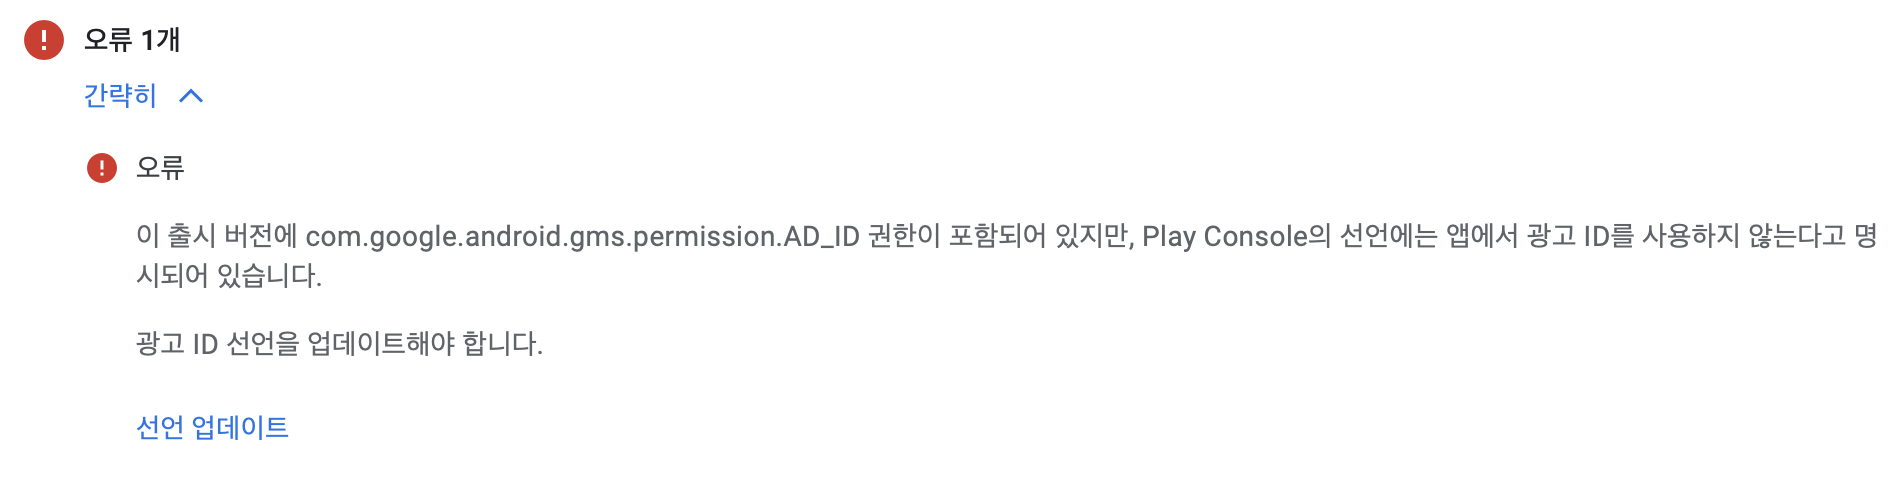 오류 1개
간략히
오류
이 출시 버전에 com.google.android.gms.permission.AD_ID 권한이 포함되어 있지만, Play Console의 선언에는 앱에서 광고 ID를 사용하지 않는다고 명
시되어 있습니다.
광고 ID 선언을 업데이트해야 합니다.
선언 업데이트